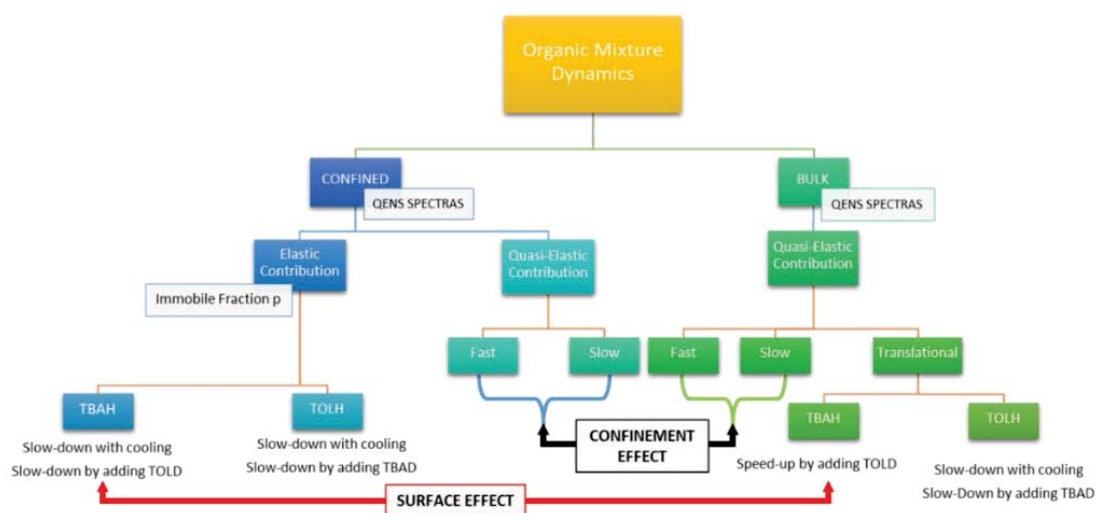 Organic Mixture
Dynamics
CONFINED
QENS SPECTRAS
BULK
QENS SPECTRAS
Elastic
Contribution
Immobile Fraction p
Quasi-Elastic
Contribution
Quasi-Elastic
Contribution
Fast
Slow
Fast
Slow
Translational
TBAH
Slow-down with cooling
Slow-down by adding TOLD
TOLH
Slow-down with cooling
Slow-down by adding TBAD
CONFINEMENT
EFFECT
TBAH
Speed-up by adding TOLD
TOLH
Slow-down with cooling
Slow-Down by adding TBAD
SURFACE EFFECT